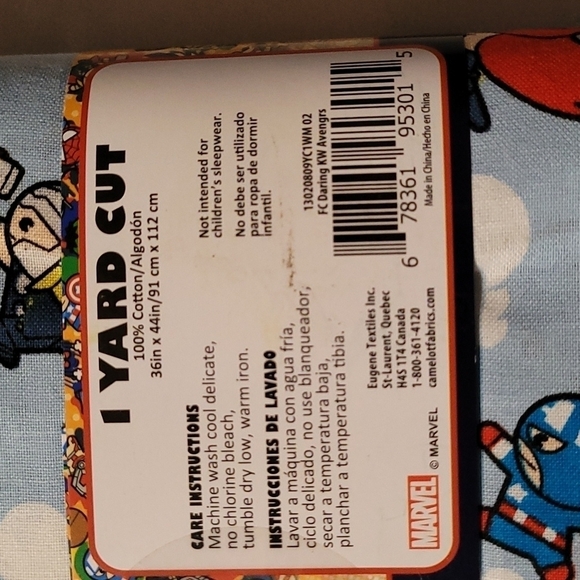 1 YARD CUT
100% Cotton/Algodón
36in x 44in/91 cm x 112 cm
CARE INSTRUCTIONS
Machine wash cool delicate,
no chlorine bleach,
tumble dry low, warm iron.
INSTRUCCIONES DE LAVADO
Lavar a máquina con agua fría,
ciclo delicado, no use blanqueador,
secar a temperatura baja,
planchar a temperatura tibia.
Not intended for
children's sleepwear.
No debe ser utilizado
para ropa de dormir
infantil.
13020809YC1WM 02
FC Daring KW Avengrs
6 78361 95301 5
Made in China/Hecho en China
Eugene Textiles Inc.
St-Laurent, Quebec
H4S 1T4 Canada
1-800-361-4120
camelotfabrics.com
MARVEL © MARVEL